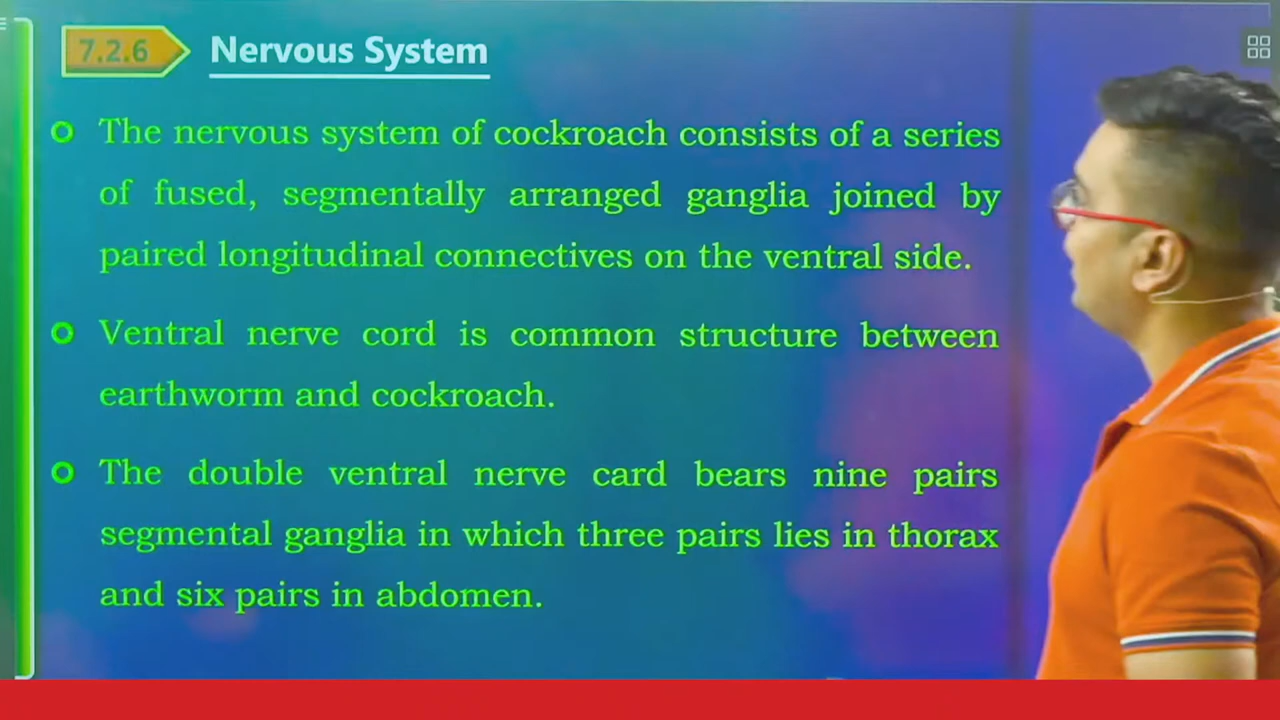 7.2.6 Nervous System
The nervous system of cockroach consists of a series
of fused, segmentally arranged ganglia joined by
paired longitudinal connectives on the ventral side.
Ventral nerve cord is common structure between
earthworm and cockroach.
The double ventral nerve card bears nine pairs
segmental ganglia in which three pairs lies in thorax
and six pairs in abdomen.